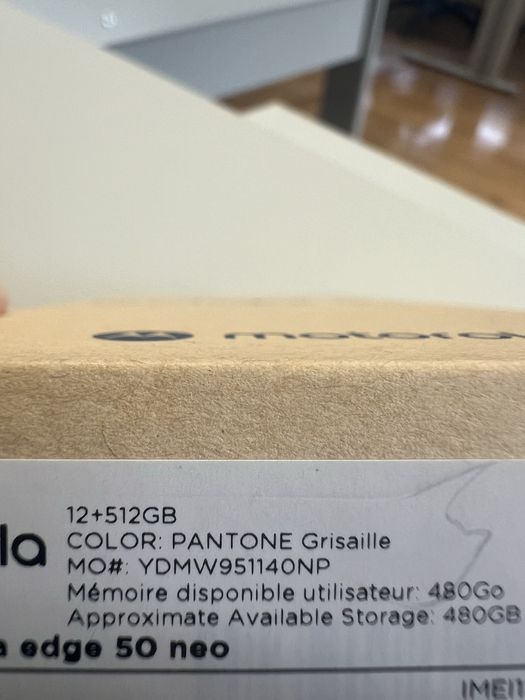 motorola
12+512GB
la COLOR: PANTONE Grisaille
MO#: YDMW951140NP
Mémoire disponible utilisateur: 480Go
Approximate Available Storage: 480GB
a edge 50 neo
IMEI1